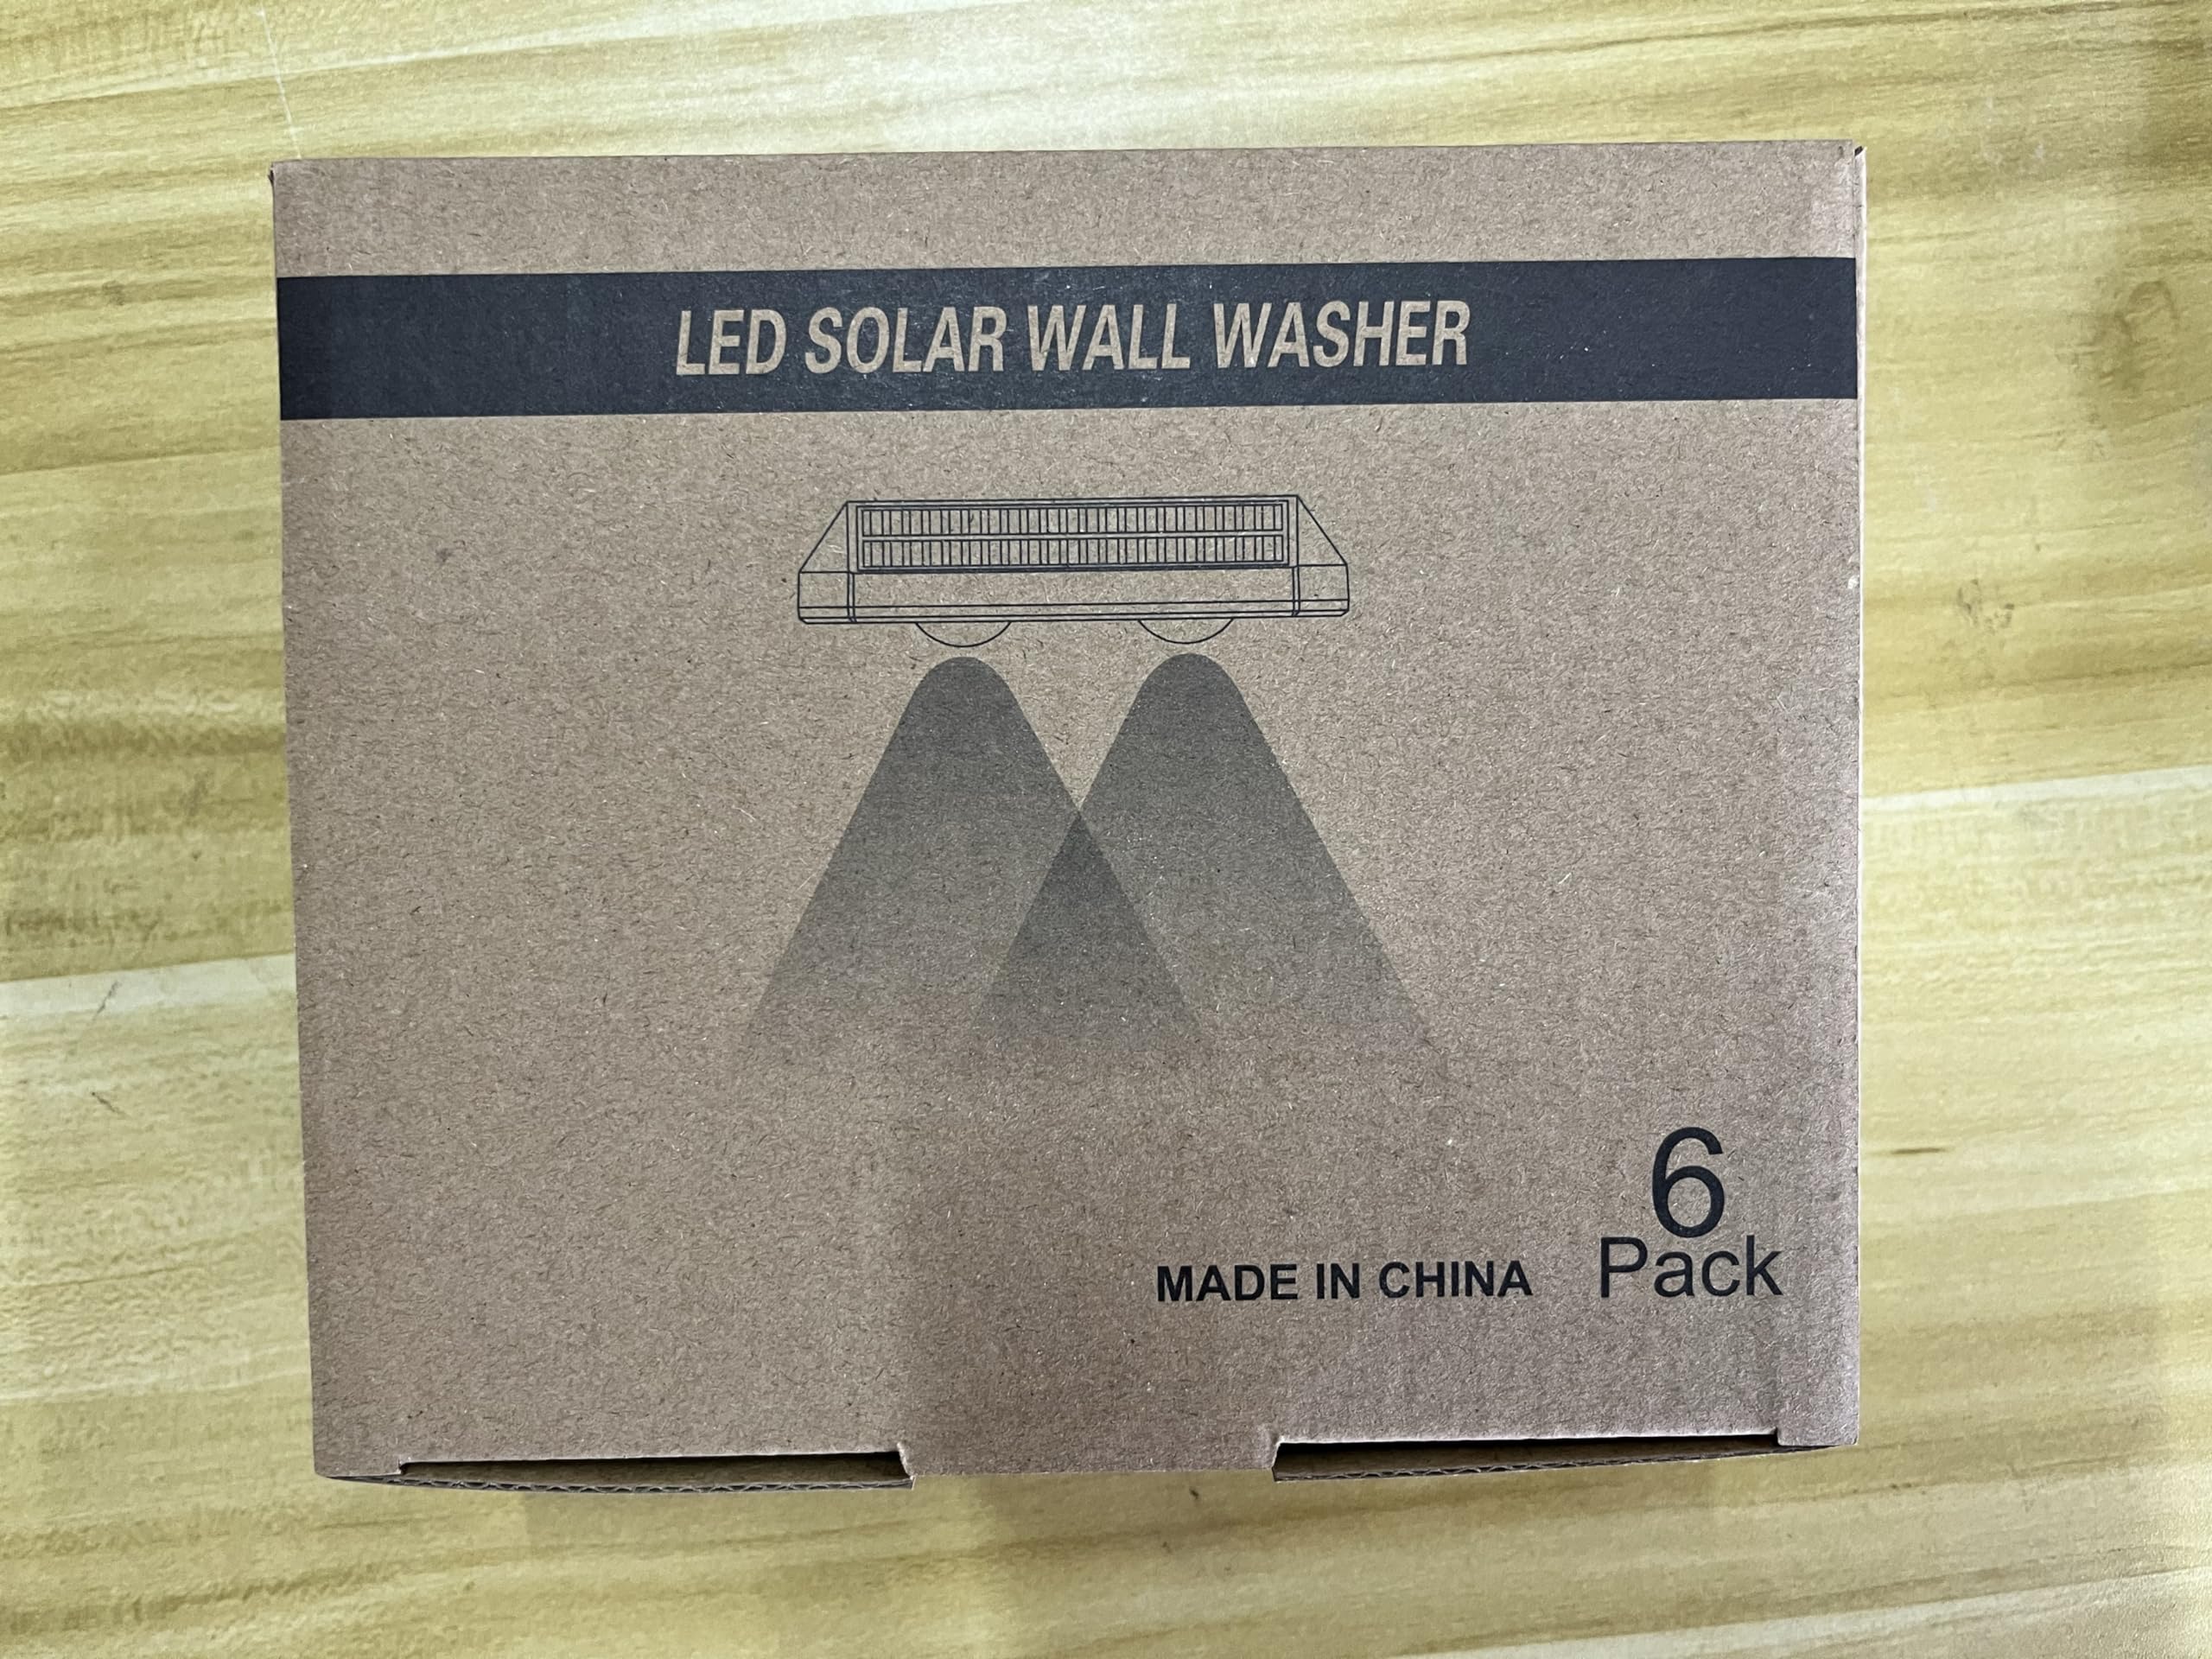 LED SOLAR WALL WASHER
6
Pack
MADE IN CHINA